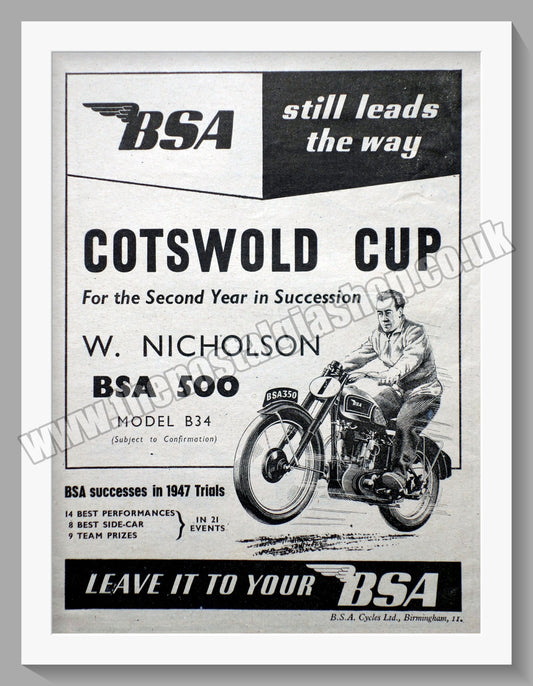 BSA
still leads
the way
COTSWOLD CUP
For the Second Year in Succession
W. NICHOLSON
BSA 500
MODEL B34
(Subject to Confirmation)
BSA350
1
BSA
BSA successes in 1947 Trials
14 BEST PERFORMANCES
8 BEST SIDE-CAR
9 TEAM PRIZES
IN 21
EVENTS
LEAVE IT TO YOUR BSA
B.S.A. Cycles Ltd., Birmingham, 11.
www.thenostalgiashop.co.uk